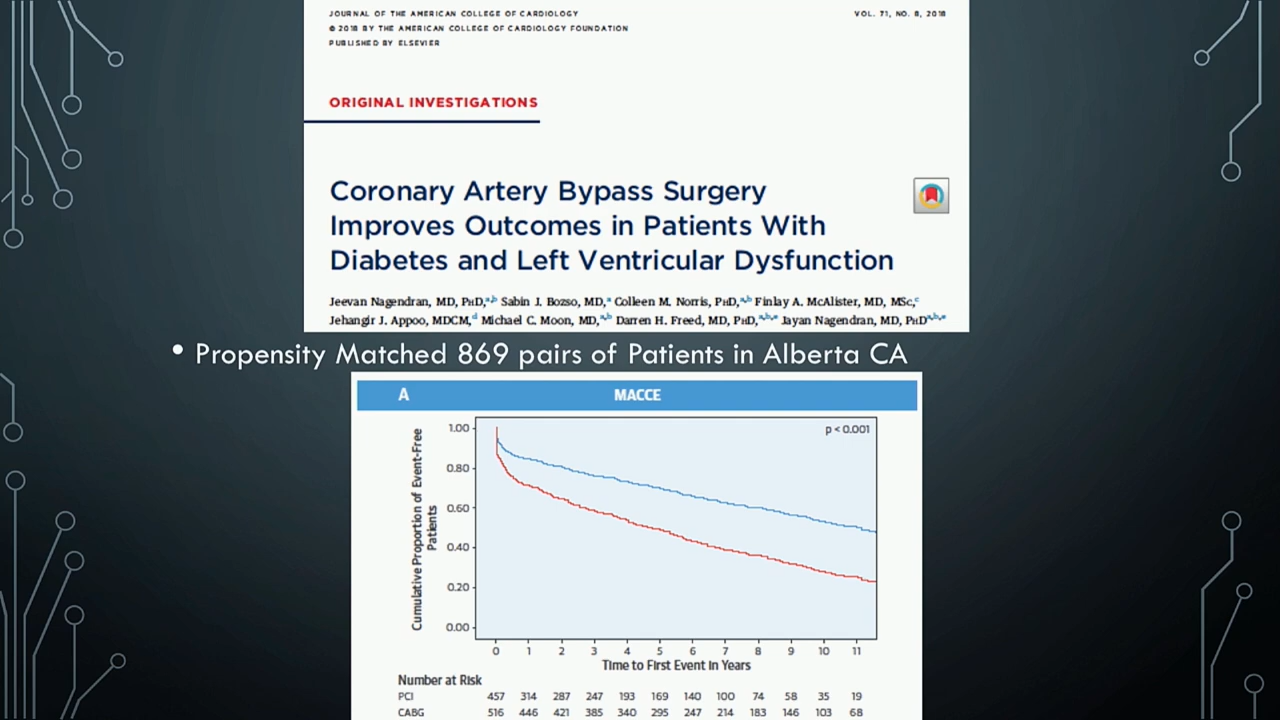 JOURNAL OF THE AMERICAN COLLEGE OF CARDIOLOGY
VOL. 71, NO. 8, 2018
© 2018 BY THE AMERICAN COLLEGE OF CARDIOLOGY FOUNDATION
PUBLISHED BY ELSEVIER
ORIGINAL INVESTIGATIONS
Coronary Artery Bypass Surgery
Improves Outcomes in Patients With
Diabetes and Left Ventricular Dysfunction
Jeevan Nagendran, MD, PhD,a,b Sabin J. Bozso, MD,a Colleen M. Norris, PhD,a,b Finlay A. McAlister, MD, MSc,c
Jehangir J. Appoo, MDCM,d Michael C. Moon, MD,a,b Darren H. Freed, MD, PhD,a,b,e Jayan Nagendran, MD, PhDa,b,e
• Propensity Matched 869 pairs of Patients in Alberta CA
A MACCE
p < 0.001
Cumulative Proportion of Event-Free
Patients
1.00
0.80
0.60
0.40
0.20
0.00
0 1 2 3 4 5 6 7 8 9 10 11
Time to First Event in Years
Number at Risk
PCI 457 314 287 247 193 169 140 100 74 58 35 19
CABG 516 446 421 385 340 295 247 214 183 146 103 68